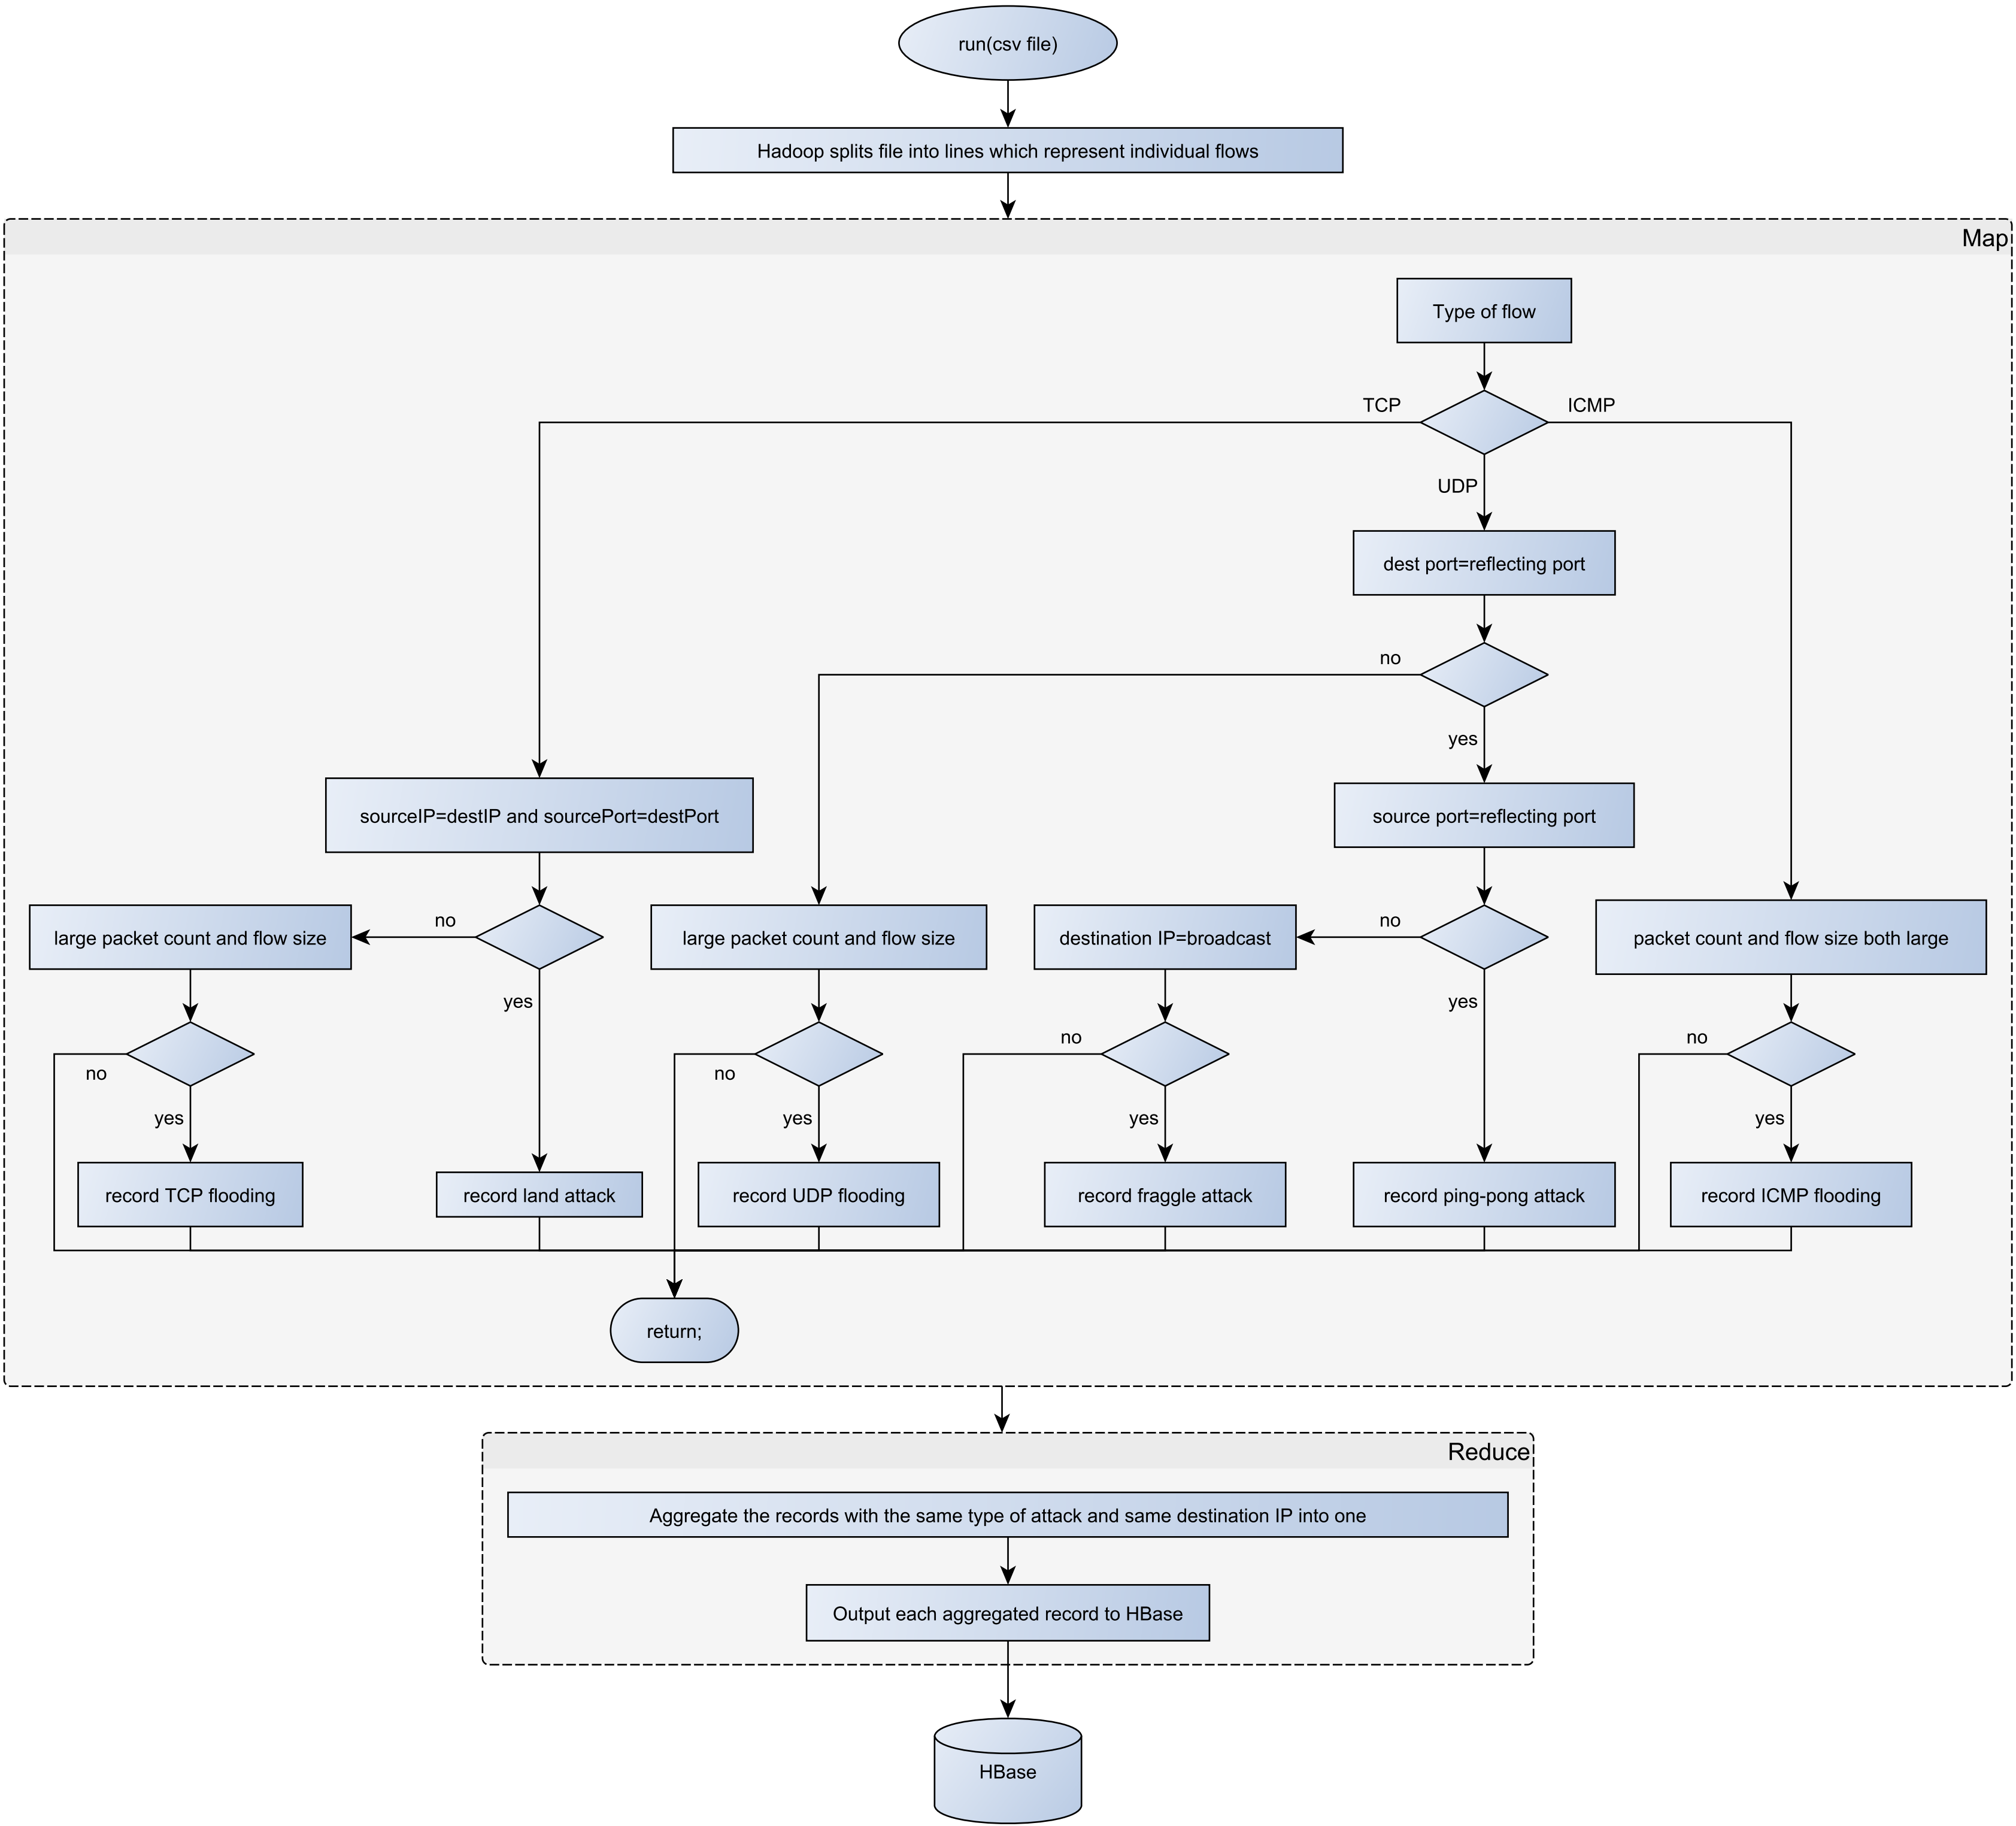 run(csv file)
Hadoop splits file into lines which represent individual flows
Map
Type of flow
TCP
ICMP
UDP
dest port=reflecting port
no
yes
sourceIP=destIP and sourcePort=destPort
source port=reflecting port
no
no
large packet count and flow size
large packet count and flow size
destination IP=broadcast
packet count and flow size both large
yes
yes
no
no
no
no
yes
yes
yes
yes
record TCP flooding
record land attack
record UDP flooding
record fraggle attack
record ping-pong attack
record ICMP flooding
return;
Reduce
Aggregate the records with the same type of attack and same destination IP into one
Output each aggregated record to HBase
HBase